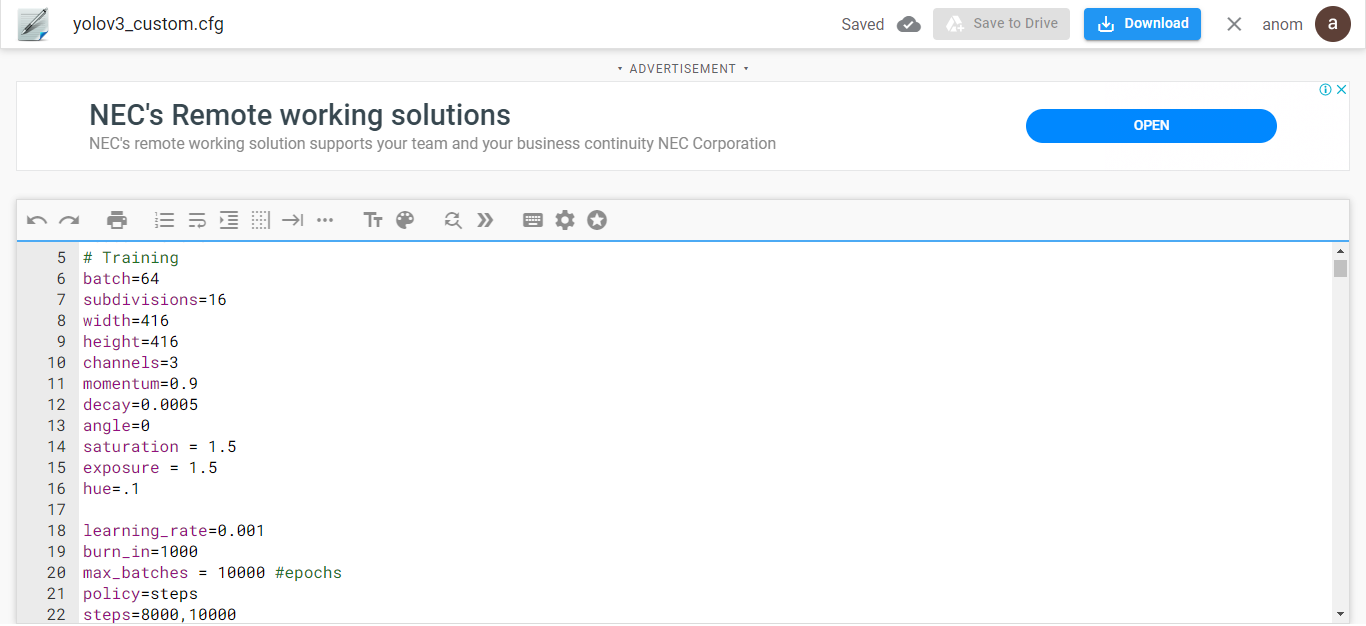 yolov3_custom.cfg
Saved
Save to Drive
Download
anom
a
ADVERTISEMENT
NEC's Remote working solutions
NEC's remote working solution supports your team and your business continuity NEC Corporation
OPEN
5 # Training
6 batch=64
7 subdivisions=16
8 width=416
9 height=416
10 channels=3
11 momentum=0.9
12 decay=0.0005
13 angle=0
14 saturation = 1.5
15 exposure = 1.5
16 hue=.1
17
18 learning_rate=0.001
19 burn_in=1000
20 max_batches = 10000 #epochs
21 policy=steps
22 steps=8000,10000